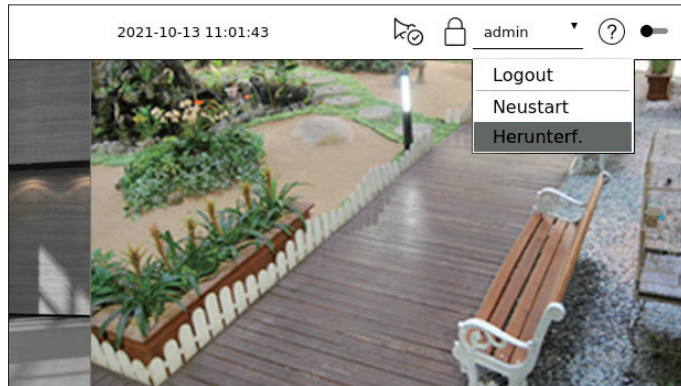 2021-10-13 11:01:43
admin
?
Logout
Neustart
Herunterf.